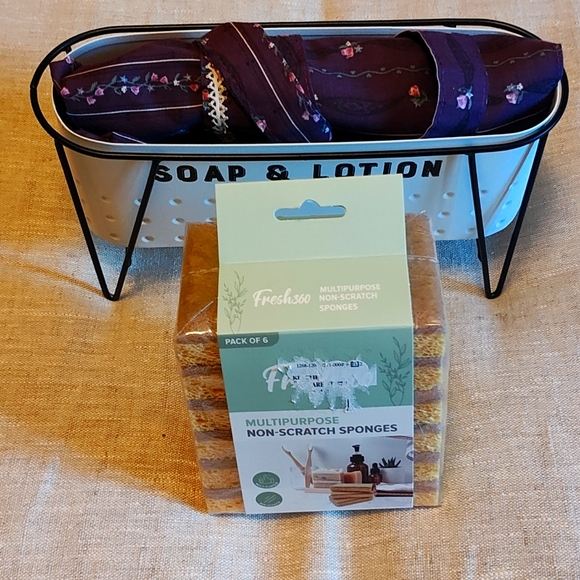 SOAP & LOTION
Fresh360
MULTIPURPOSE
NON-SCRATCH
SPONGES
PACK OF 6
MULTIPURPOSE
NON-SCRATCH SPONGES